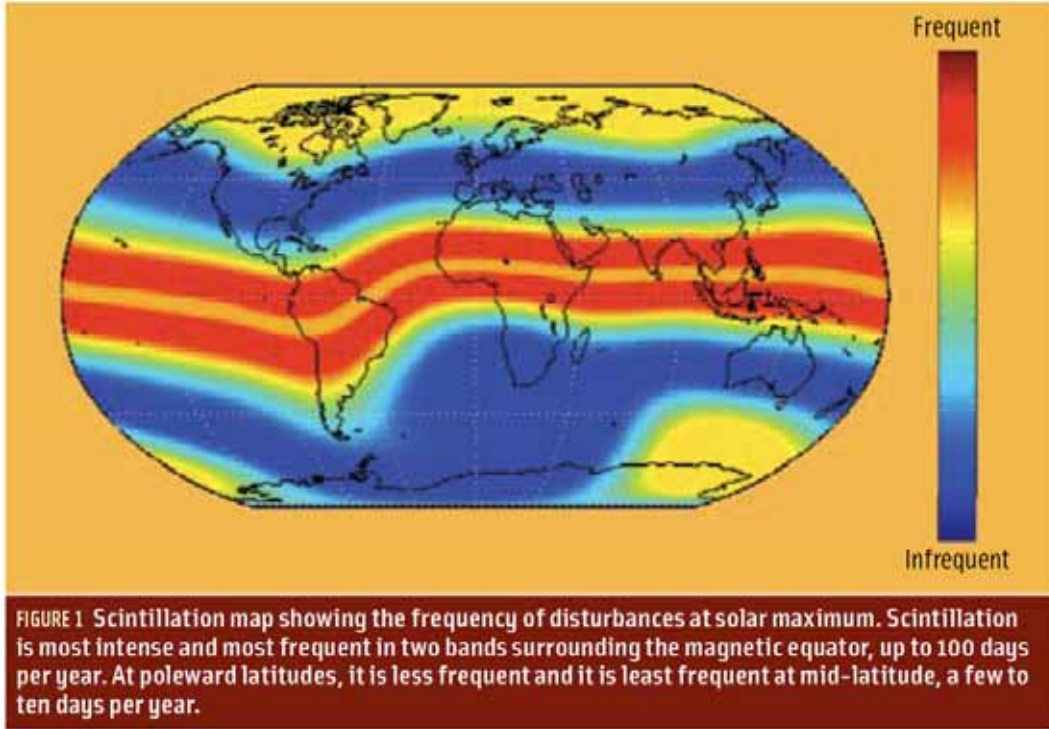 Frequent
Infrequent
FIGURE 1 Scintillation map showing the frequency of disturbances at solar maximum. Scintillation
is most intense and most frequent in two bands surrounding the magnetic equator, up to 100 days
per year. At poleward latitudes, it is less frequent and it is least frequent at mid-latitude, a few to
ten days per year.